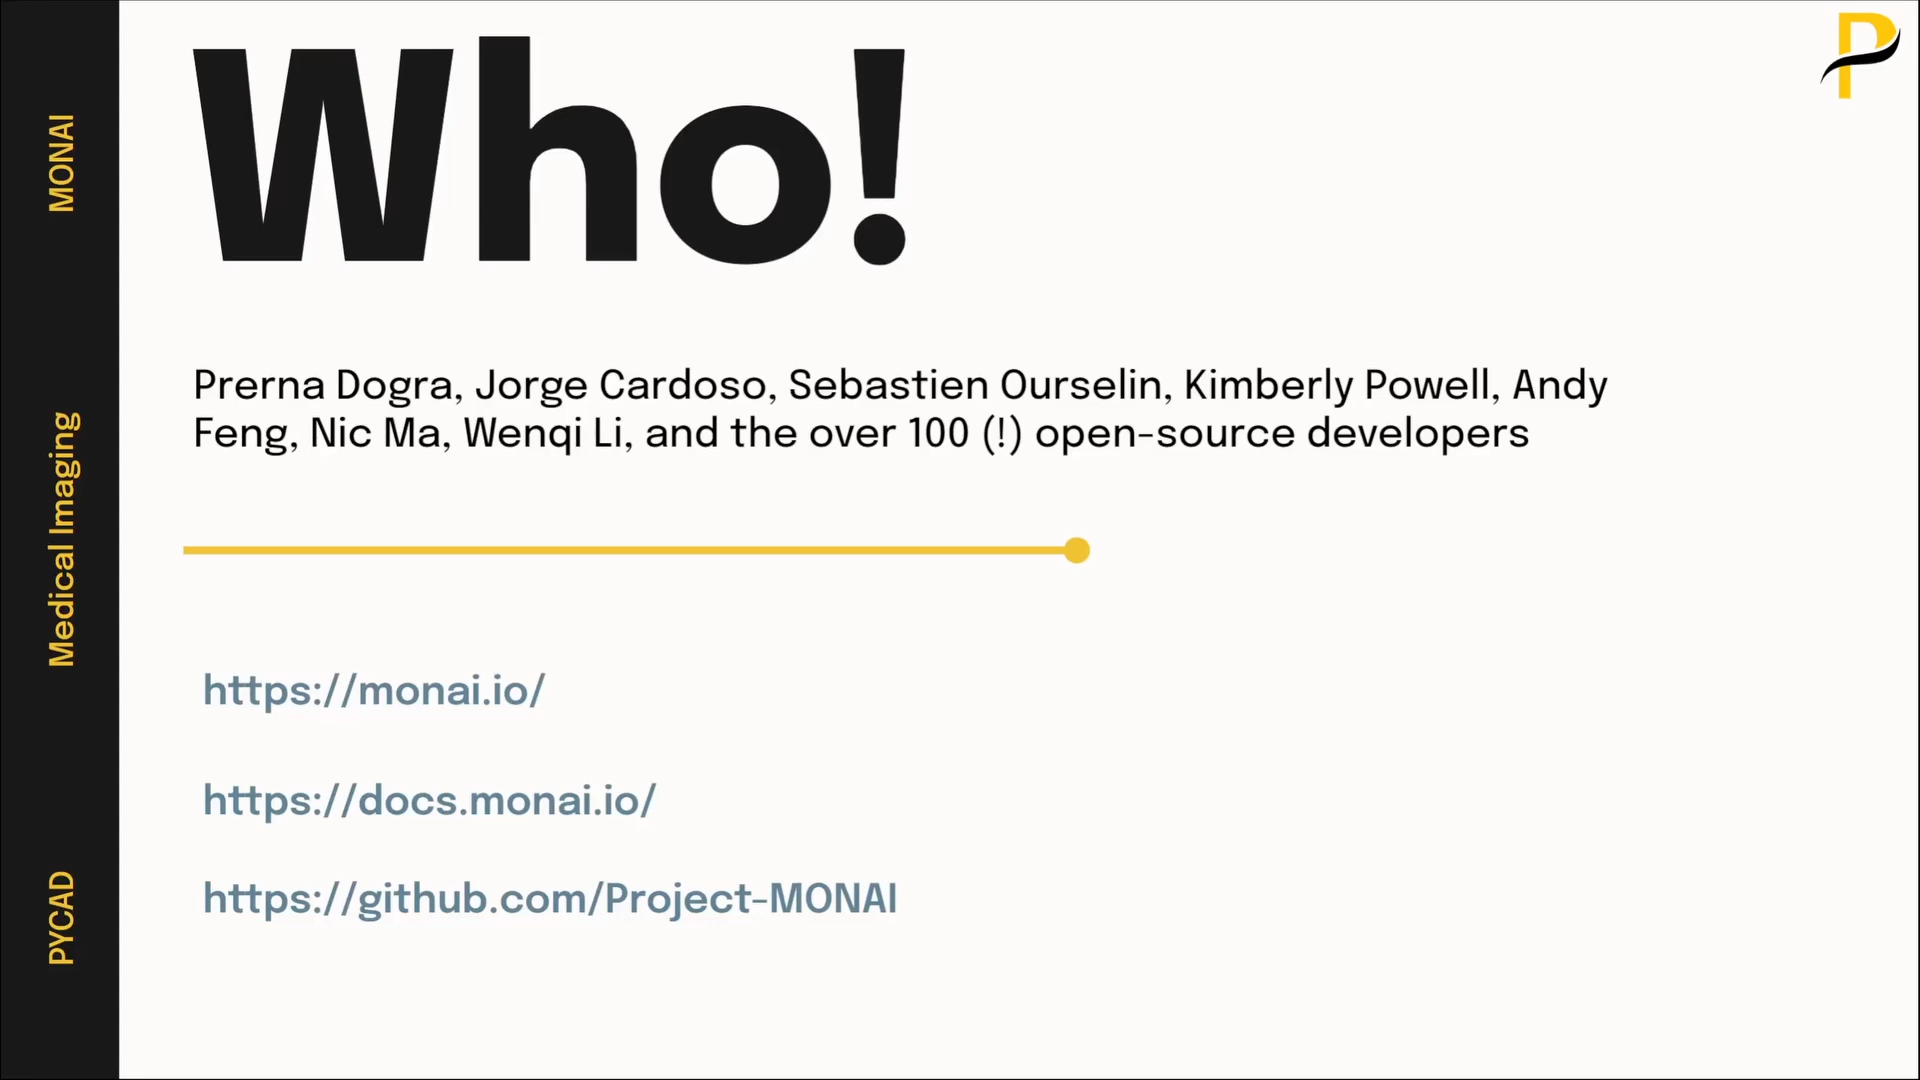 Who!
Prerna Dogra, Jorge Cardoso, Sebastien Ourselin, Kimberly Powell, Andy
Feng, Nic Ma, Wenqi Li, and the over 100 (!) open-source developers
https://monai.io/
https://docs.monai.io/
https://github.com/Project-MONAI
MONAI
Medical Imaging
PYCAD
P